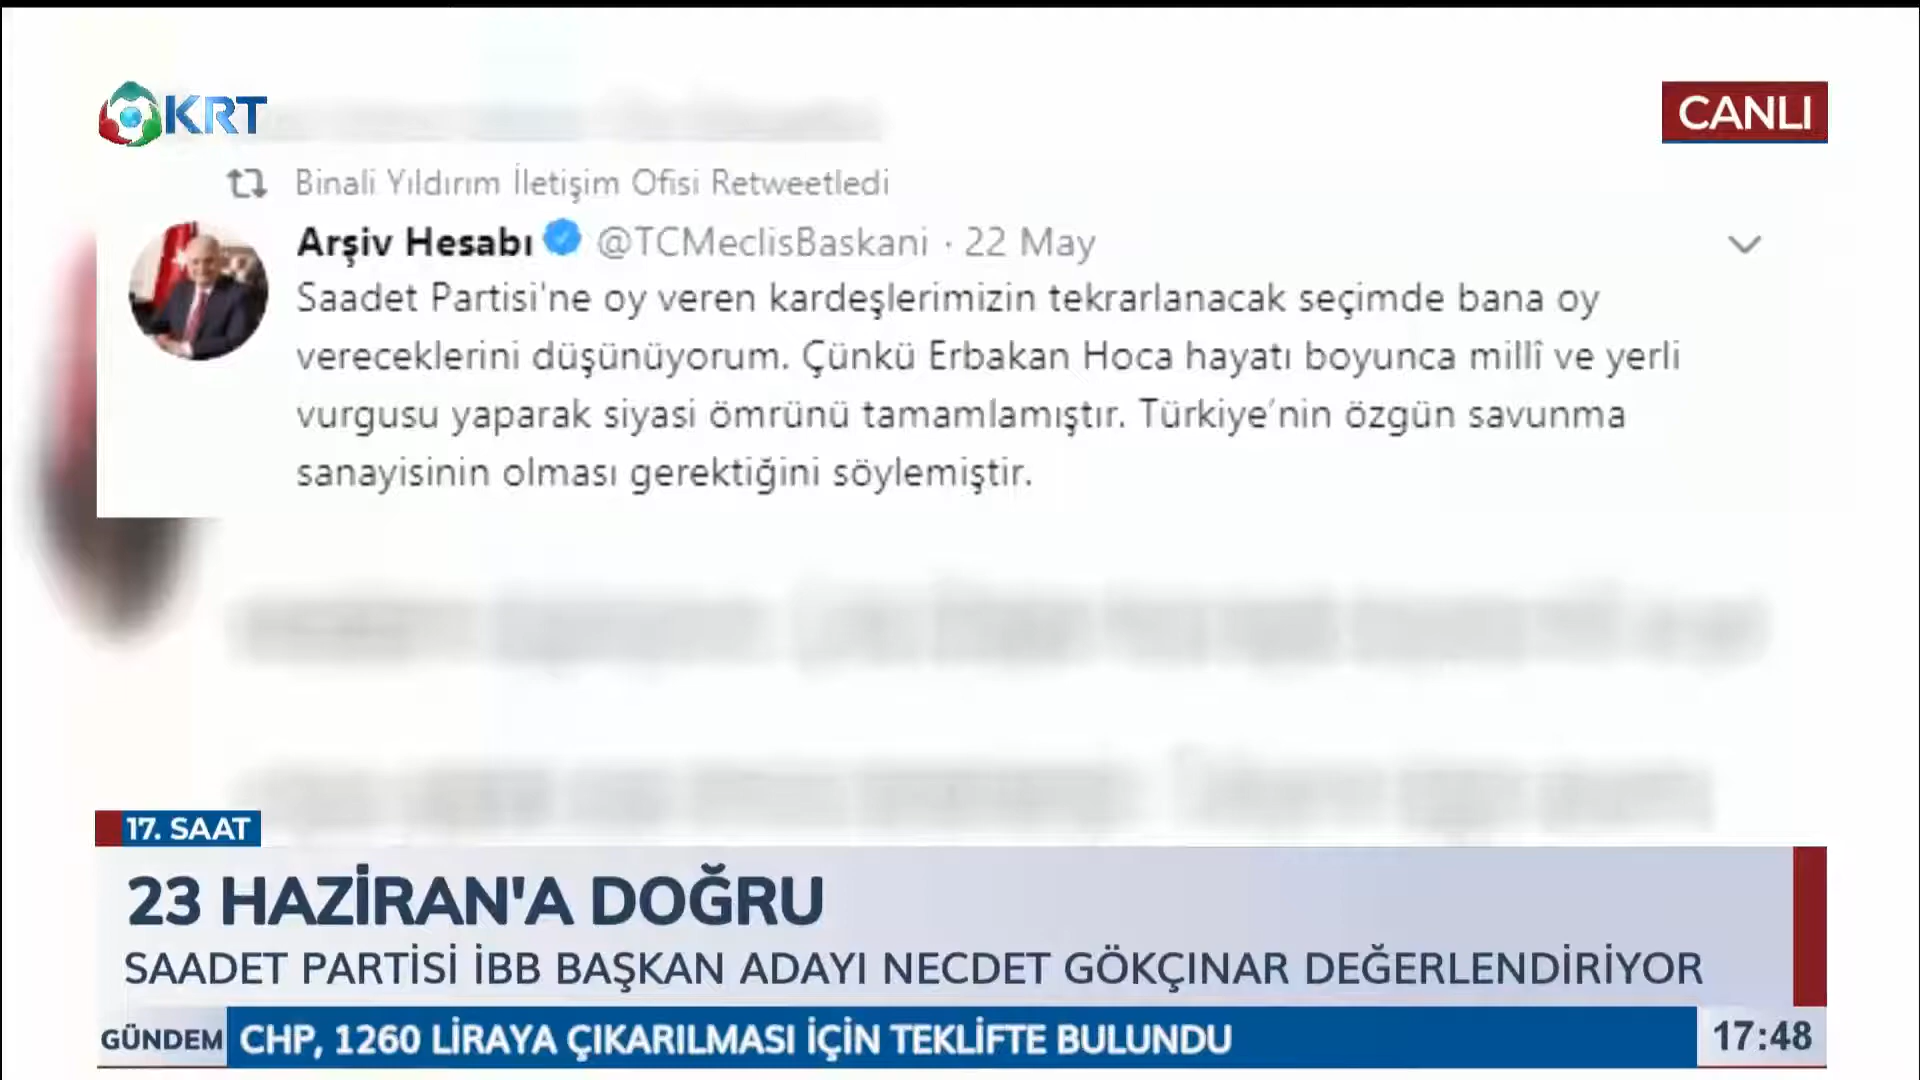 KRT
CANLI
Binali Yıldırım İletişim Ofisi Retweetledi
Arşiv Hesabı @TCMeclisBaskani · 22 May
Saadet Partisi'ne oy veren kardeşlerimizin tekrarlanacak seçimde bana oy
vereceklerini düşünüyorum. Çünkü Erbakan Hoca hayatı boyunca millî ve yerli
vurgusu yaparak siyasi ömrünü tamamlamıştır. Türkiye'nin özgün savunma
sanayisinin olması gerektiğini söylemiştir.
17. SAAT
23 HAZİRAN'A DOĞRU
SAADET PARTİSİ İBB BAŞKAN ADAYI NECDET GÖKÇINAR DEĞERLENDİRİYOR
GÜNDEM CHP, 1260 LİRAYA ÇIKARILMASI İÇİN TEKLİFTE BULUNDU
17:48